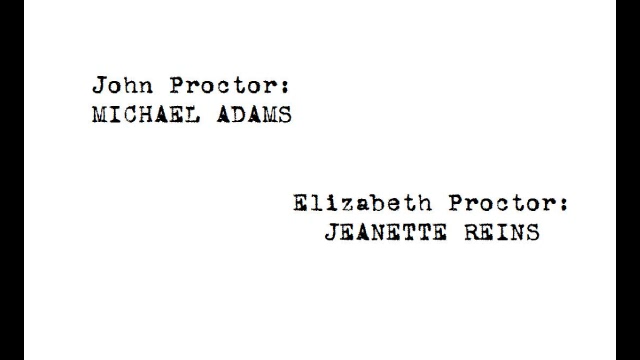 John Proctor:
MICHAEL ADAMS
Elizabeth Proctor:
JEANETTE REINS